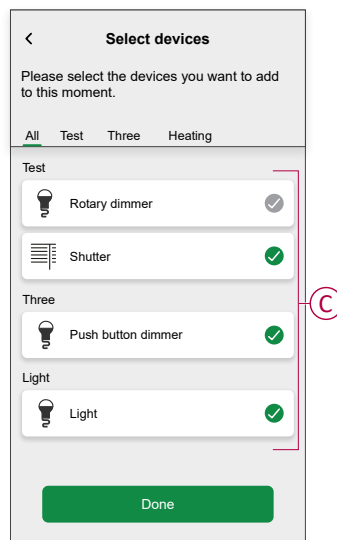 Select devices
Please select the devices you want to add
to this moment.
All Test Three Heating
Test
Rotary dimmer
Shutter
Three
Push button dimmer
C
Light
Light
Done